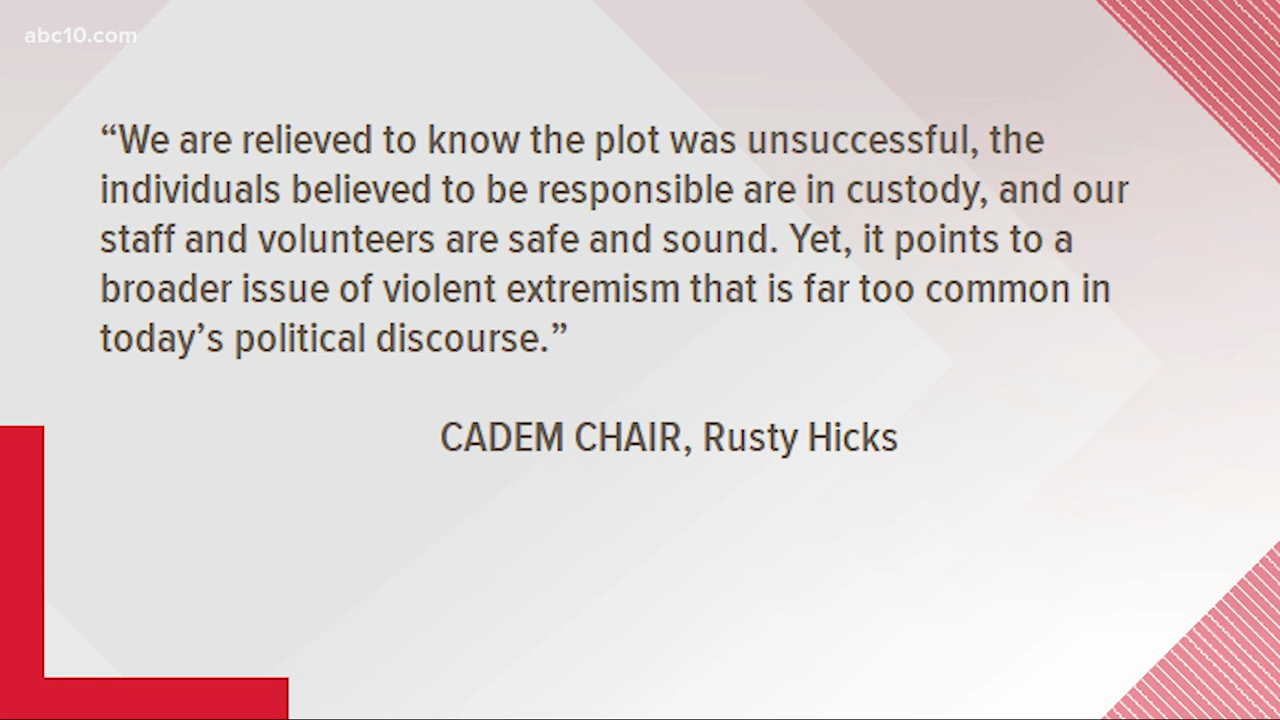 abc10.com
“We are relieved to know the plot was unsuccessful, the
individuals believed to be responsible are in custody, and our
staff and volunteers are safe and sound. Yet, it points to a
broader issue of violent extremism that is far too common in
today’s political discourse.”
CADEM CHAIR, Rusty Hicks